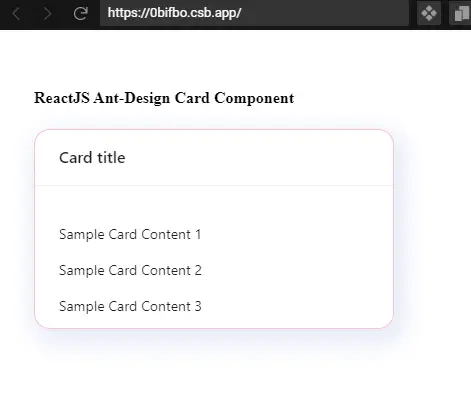 https://0bifbo.csb.app/
ReactJS Ant-Design Card Component
Card title
Sample Card Content 1
Sample Card Content 2
Sample Card Content 3